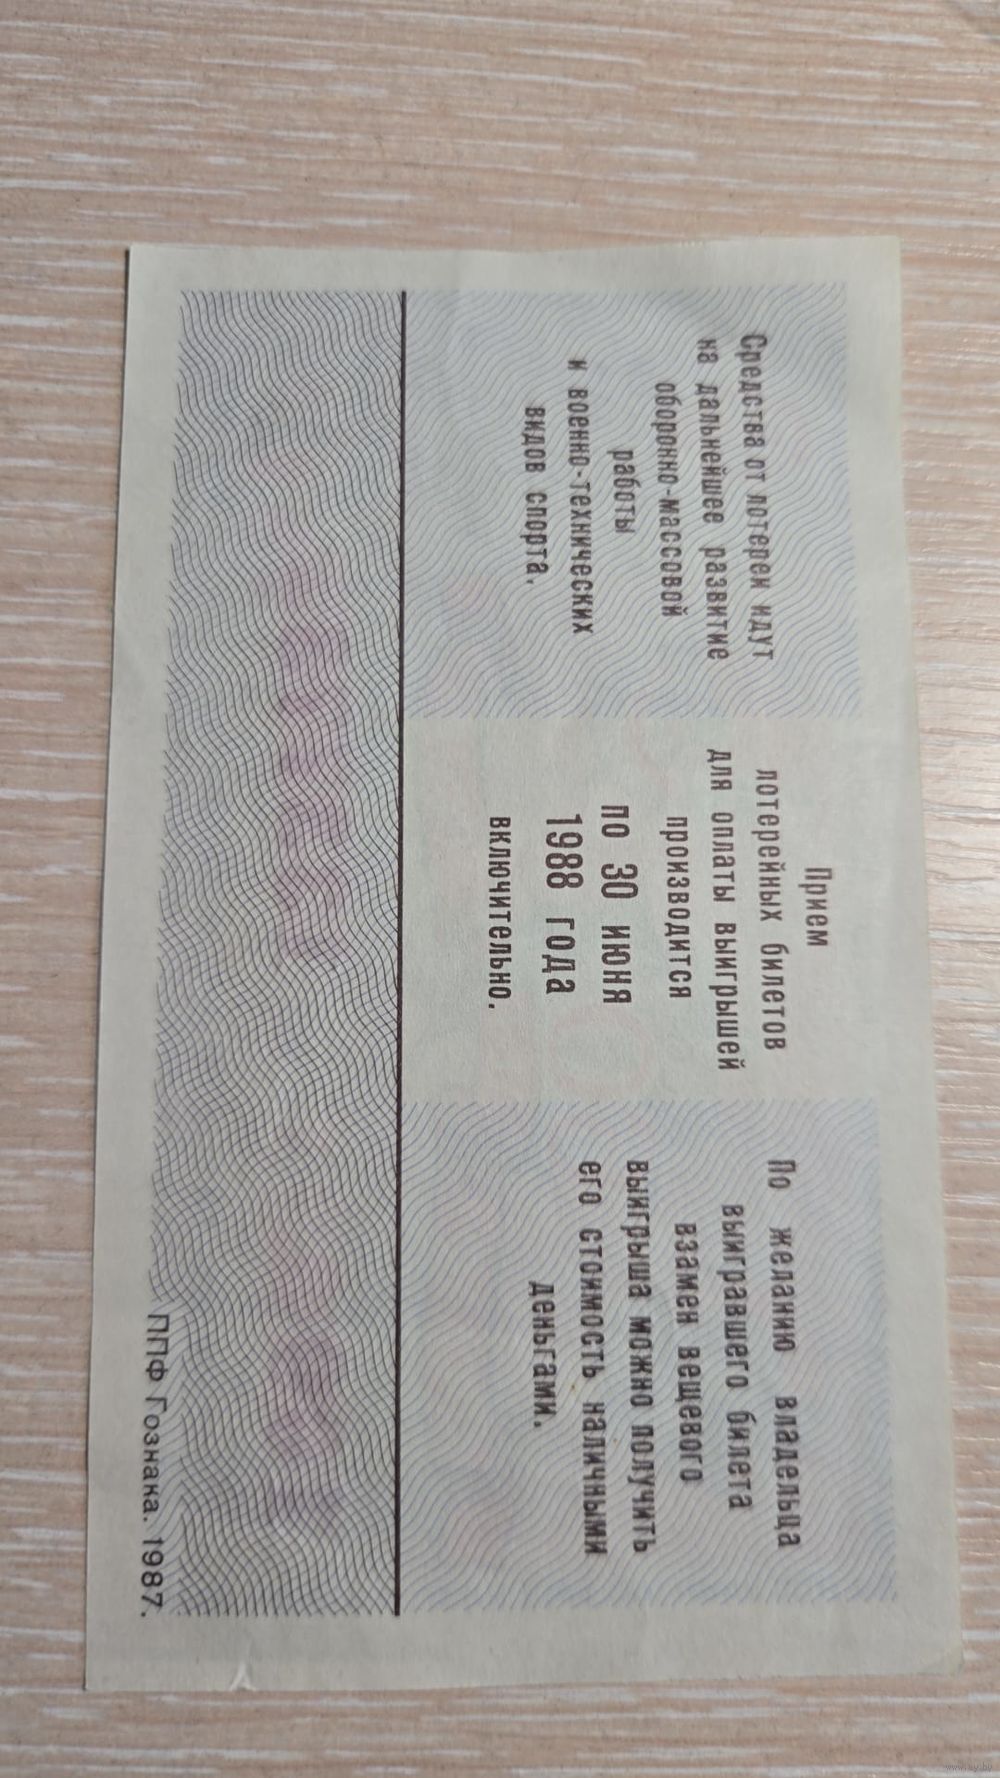 Средства от лотереи идут
на дальнейшее развитие
оборонно-массовой
работы
и военно-технических
видов спорта.
Прием
лотерейных билетов
для оплаты выигрышей
производится
по 30 июня
1988 года
включительно.
По желанию владельца
выигравшего билета
взамен вещевого
выигрыша можно получить
его стоимость наличными
деньгами.
ППФ Гознака. 1987.